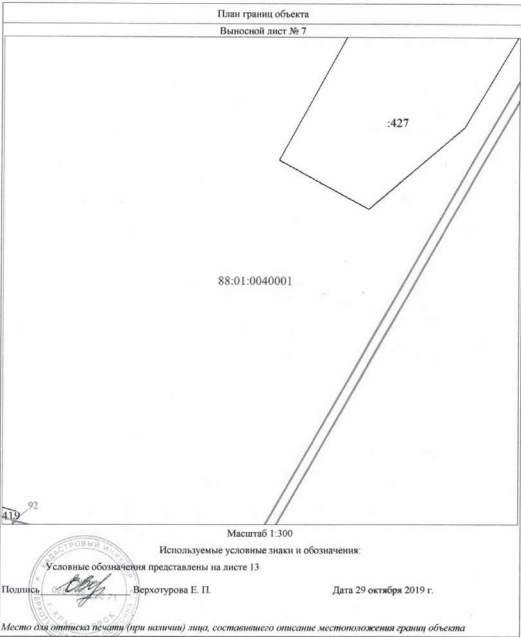 План границ объекта
Выносной лист № 7
:427
88:01:0040001
92
419
Масштаб 1:300
Используемые условные знаки и обозначения:
Условные обозначения представлены на листе 13
Подпись Верхотурова Е. П. Дата 29 октября 2019 г.
Место для оттиска печати (при наличии) лица, составившего описание местоположения границ объекта
КАДАСТРОВЫЙ ИНЖЕНЕР